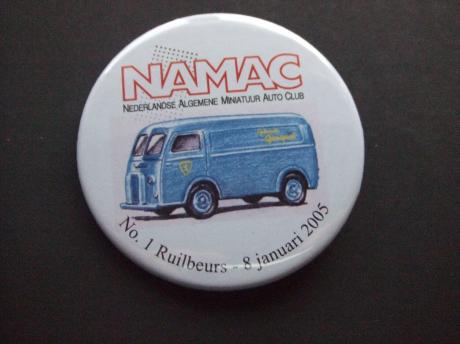 NAMAC
NEDERLANDSE ALGEMENE MINIATUUR AUTO CLUB
No. 1 Ruilbeurs - 8 januari 2005